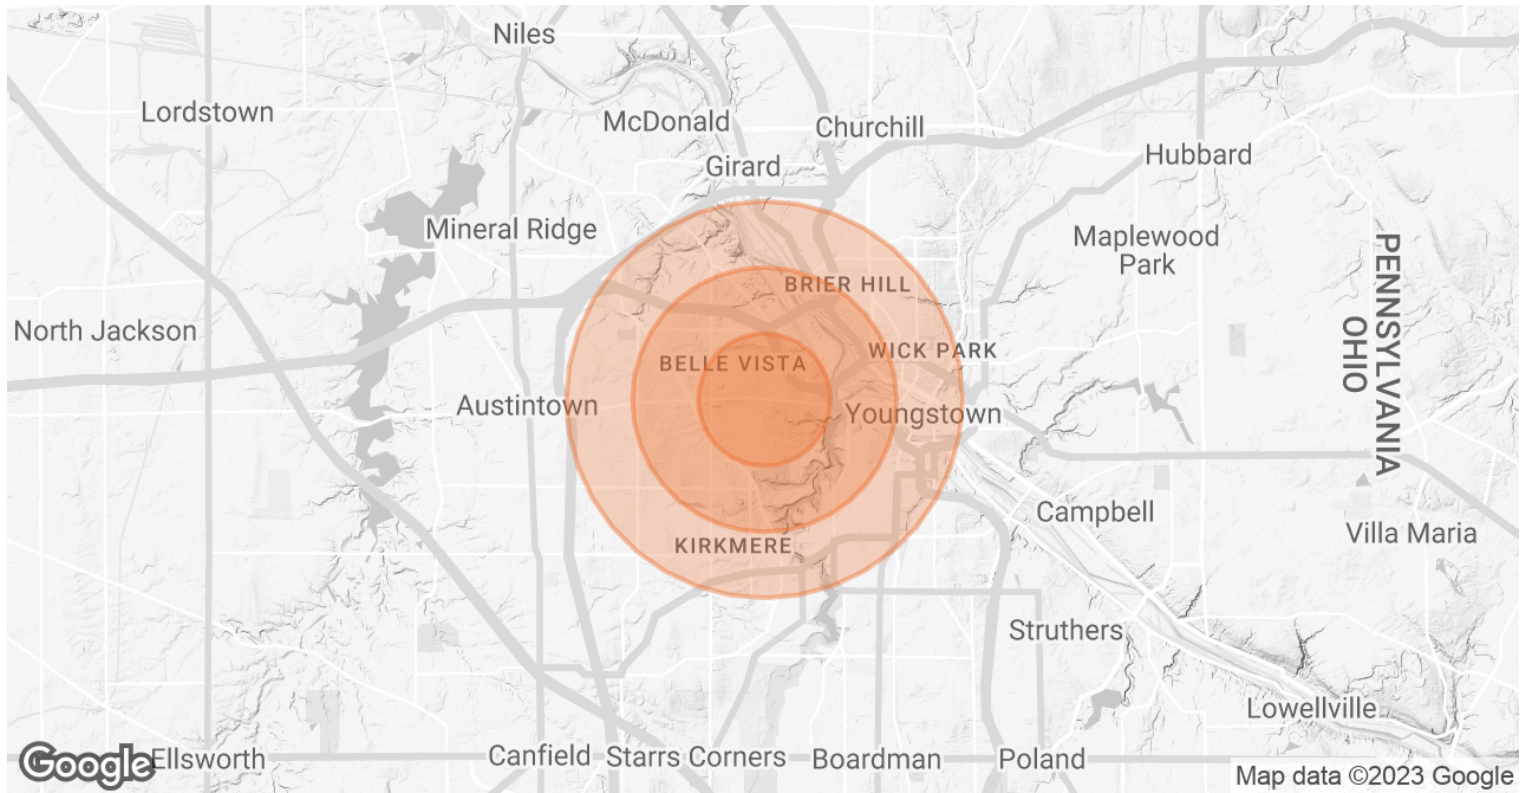 Niles
Lordstown
McDonald
Churchill
Girard
Hubbard
Mineral Ridge
Maplewood
Park
BRIER HILL
PENNSYLVANIA
OHIO
North Jackson
WICK PARK
BELLE VISTA
Austintown
Youngstown
Campbell
Villa Maria
KIRKMERE
Struthers
Lowellville
Google
Ellsworth
Canfield
Starrs Corners
Boardman
Poland
Map data ©2023 Google